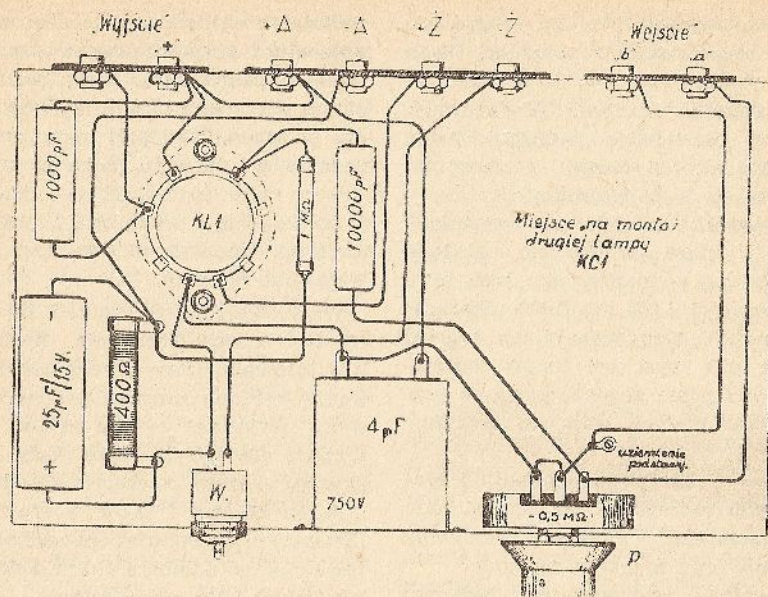 Wyjście
Wejście
- +
+ A
- A
+ Ż
- Ż
b
a
1000pF
KL1
1 MΩ
10000pF
Miejsce na montaż
drugiej lampy
KC1
-
25µF/15V.
+
400Ω
W.
4µF
750V
uziemienie
podstawy.
- 0,5 MΩ -
P